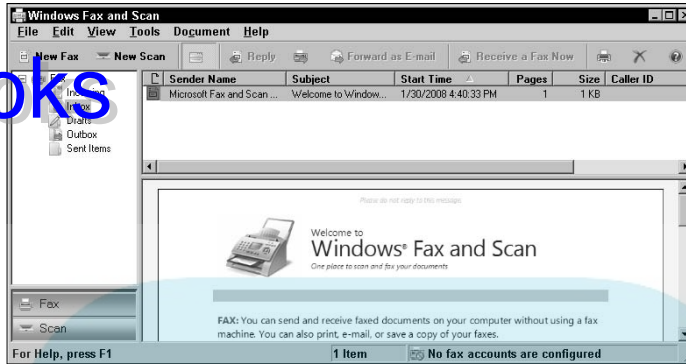 Windows Fax and Scan
File Edit View Tools Document Help
New Fax New Scan Reply Forward as E-mail Receive a Fax Now
oks
Fax
Incoming
Inbox
Drafts
Outbox
Sent Items
Sender Name Subject Start Time Pages Size Caller ID
Microsoft Fax and Scan ... Welcome to Window... 1/30/2008 4:40:33 PM 1 1 KB
Please do not reply to this message.
Welcome to
Windows® Fax and Scan
One place to scan and fax your documents
FAX: You can send and receive faxed documents on your computer without using a fax
machine. You can also print, e-mail, or save a copy of your faxes.
Fax
Scan
For Help, press F1 1 Item No fax accounts are configured